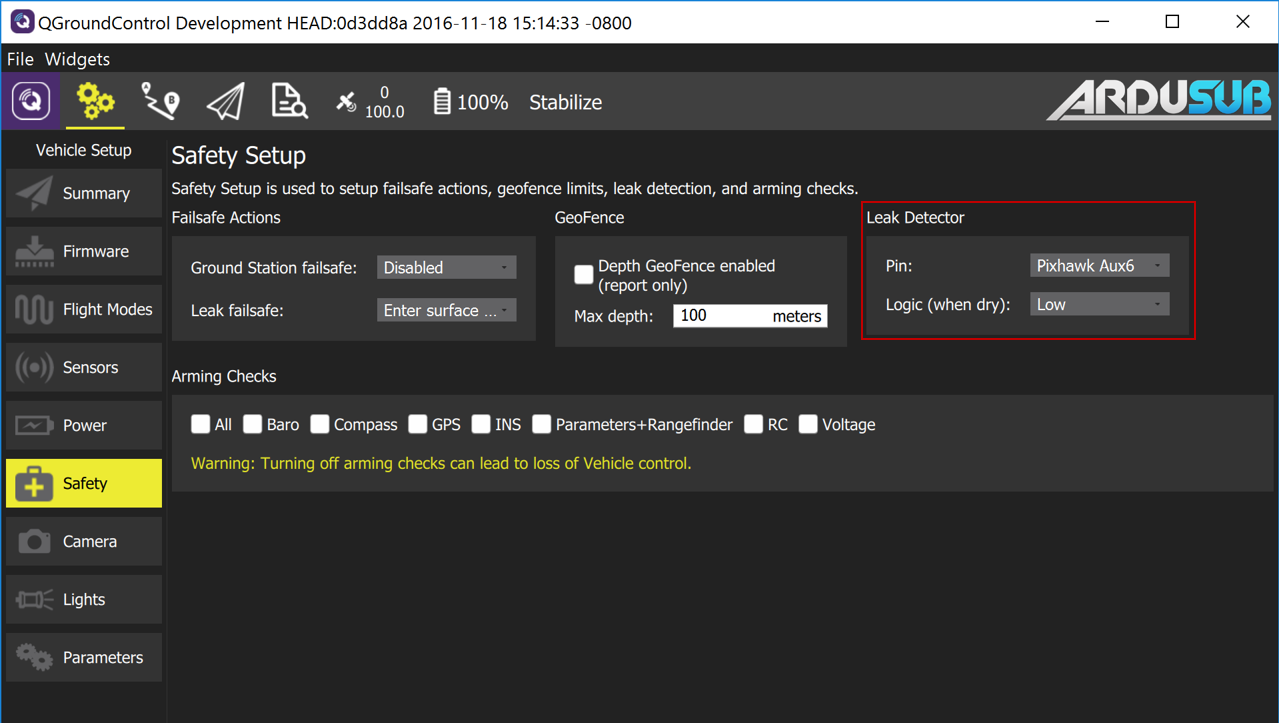 QGroundControl Development HEAD:0d3dd8a 2016-11-18 15:14:33 -0800
File Widgets
0
100.0
100%
Stabilize
ARDUSUB
Vehicle Setup
Summary
Firmware
Flight Modes
Sensors
Power
Safety
Camera
Lights
Parameters
Safety Setup
Safety Setup is used to setup failsafe actions, geofence limits, leak detection, and arming checks.
Failsafe Actions
Ground Station failsafe: Disabled
Leak failsafe: Enter surface ...
GeoFence
Depth GeoFence enabled
(report only)
Max depth: 100 meters
Leak Detector
Pin: Pixhawk Aux6
Logic (when dry): Low
Arming Checks
All Baro Compass GPS INS Parameters+Rangefinder RC Voltage
Warning: Turning off arming checks can lead to loss of Vehicle control.